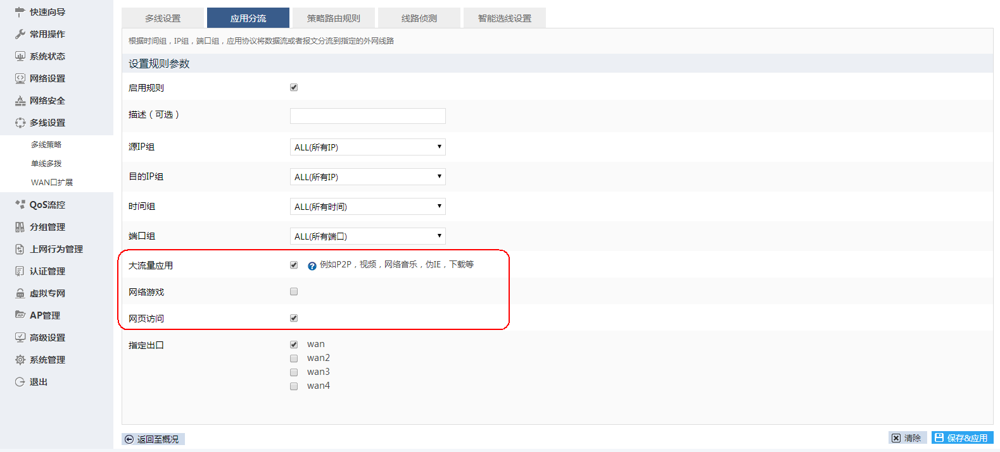 快速向导
常用操作
系统状态
网络设置
网络安全
多线设置
多线策略
单线多拨
WAN口扩展
QoS流控
分组管理
上网行为管理
认证管理
虚拟专网
AP管理
高级设置
系统管理
退出
多线设置 应用分流 策略路由规则 线路侦测 智能选线设置
根据时间组，IP组，端口组，应用协议将数据流或者报文分流到指定的外网线路
设置规则参数
启用规则
描述（可选）
源IP组 ALL(所有IP)
目的IP组 ALL(所有IP)
时间组 ALL(所有时间)
端口组 ALL(所有端口)
大流量应用 ? 例如P2P，视频，网络音乐，伪IE，下载等
网络游戏
网页访问
指定出口 wan
wan2
wan3
wan4
返回至概况 清除 保存&应用